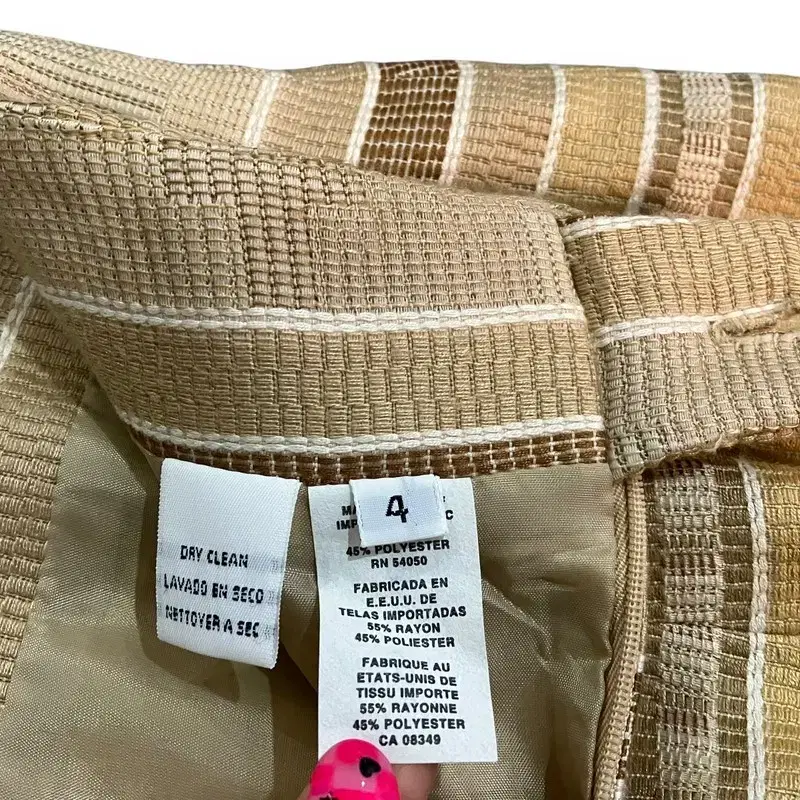 DRY CLEAN
LAVADO EN SECO
NETTOYER A SEC
4
45% POLYESTER
RN 54050
FABRICADA EN
E.E.U.U. DE
TELAS IMPORTADAS
55% RAYON
45% POLIESTER
FABRIQUE AU
ETATS-UNIS DE
TISSU IMPORTE
55% RAYONNE
45% POLYESTER
CA 08349